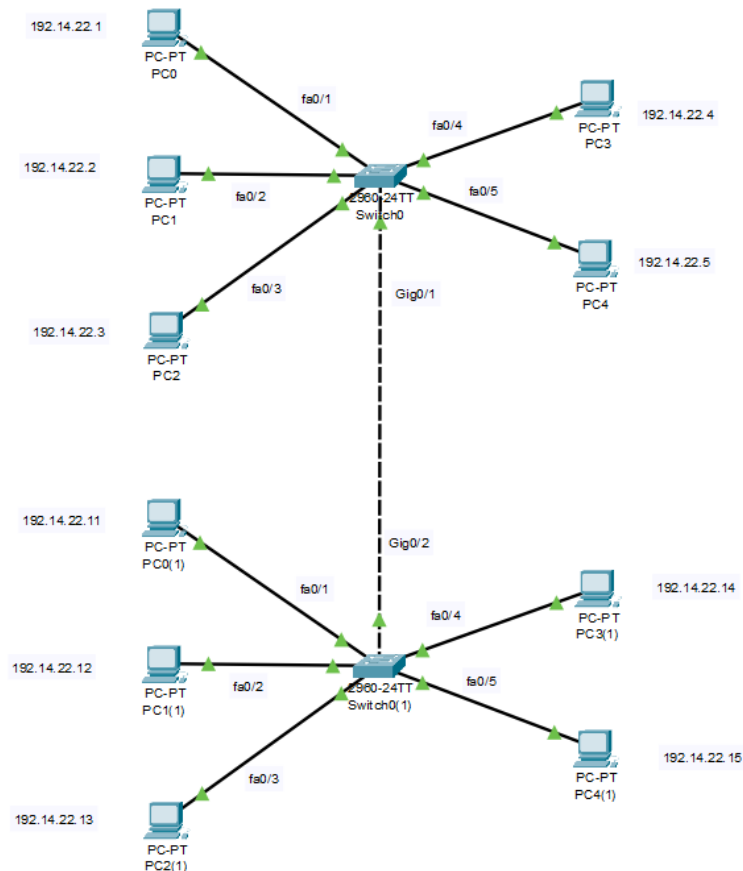 192.14.22.1
PC-PT
PC0
fa0/1
192.14.22.4
PC-PT
PC3
fa0/4
192.14.22.2
PC-PT
PC1
fa0/2
2960-24TT
Switch0
fa0/5
192.14.22.5
PC-PT
PC4
fa0/3
Gig0/1
192.14.22.3
PC-PT
PC2
192.14.22.11
PC-PT
PC0(1)
Gig0/2
fa0/1
192.14.22.14
PC-PT
PC3(1)
fa0/4
192.14.22.12
PC-PT
PC1(1)
fa0/2
2960-24TT
Switch0(1)
fa0/5
192.14.22.15
PC-PT
PC4(1)
fa0/3
192.14.22.13
PC-PT
PC2(1)